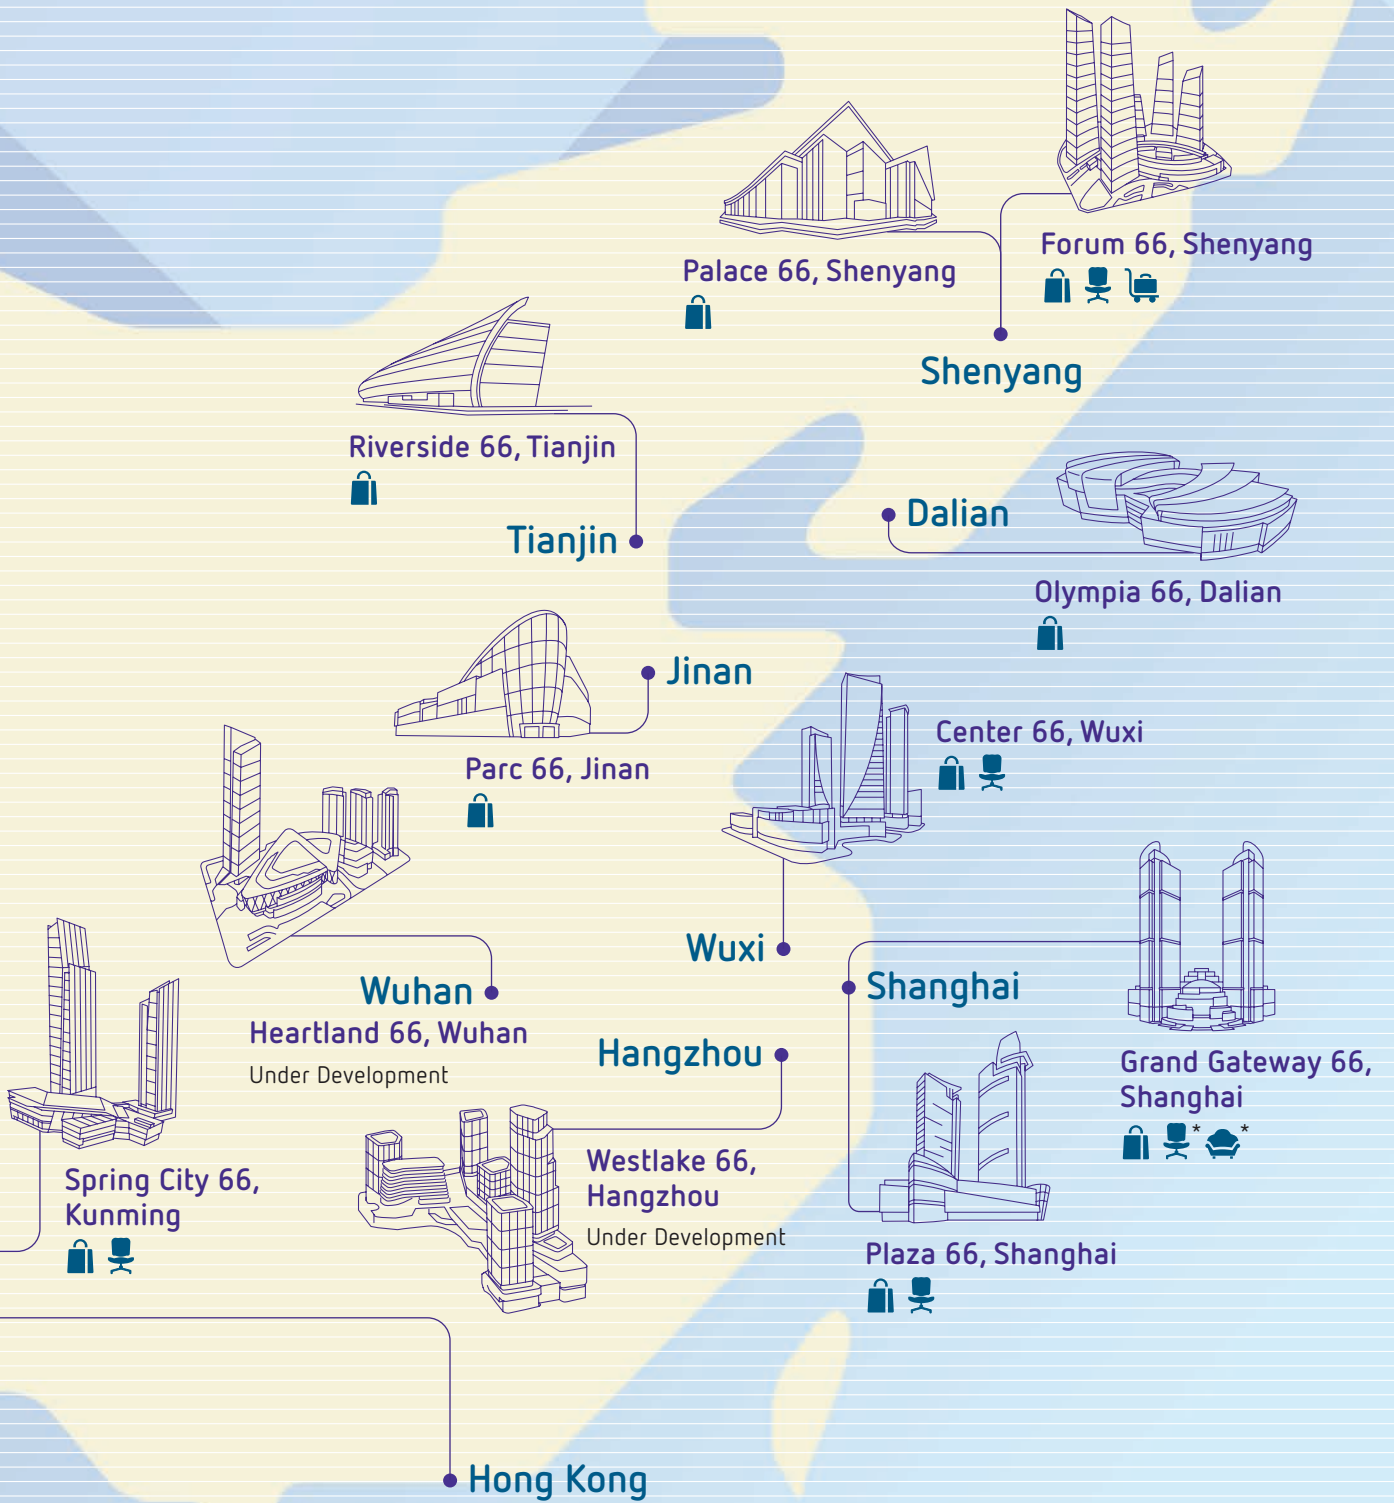 Forum 66, Shenyang
Palace 66, Shenyang
Shenyang
Riverside 66, Tianjin
Dalian
Tianjin
Olympia 66, Dalian
Jinan
Center 66, Wuxi
Parc 66, Jinan
Wuxi
Shanghai
Wuhan
Heartland 66, Wuhan
Under Development
Hangzhou
Grand Gateway 66,
Shanghai
* *
Westlake 66,
Hangzhou
Under Development
Spring City 66,
Kunming
Plaza 66, Shanghai
Hong Kong